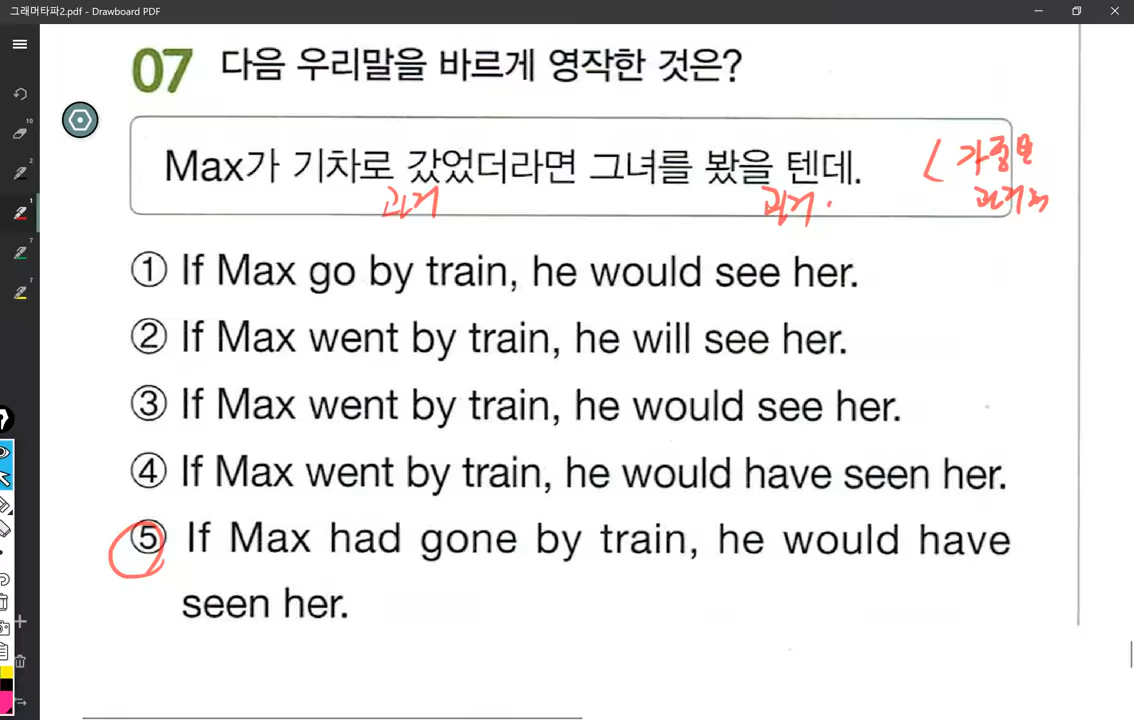 그래머타파2.pdf - Drawboard PDF
07 다음 우리말을 바르게 영작한 것은?
Max가 기차로 갔었더라면 그녀를 봤을 텐데.
과거 과거
가정법
과거
① If Max go by train, he would see her.
② If Max went by train, he will see her.
③ If Max went by train, he would see her.
④ If Max went by train, he would have seen her.
⑤ If Max had gone by train, he would have
seen her.
10
2
1
7
7